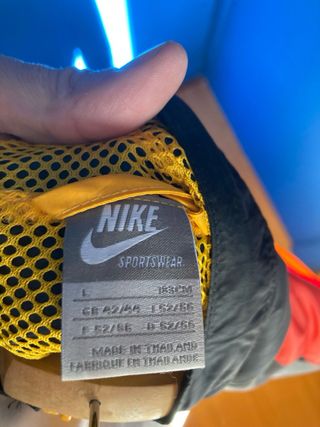 NIKE
SPORTSWEAR
L 183CM
GB 42/44 I 52/56
F 52/56 D 52/56
MADE IN THAILAND
FABRIQUE EN THAILANDE